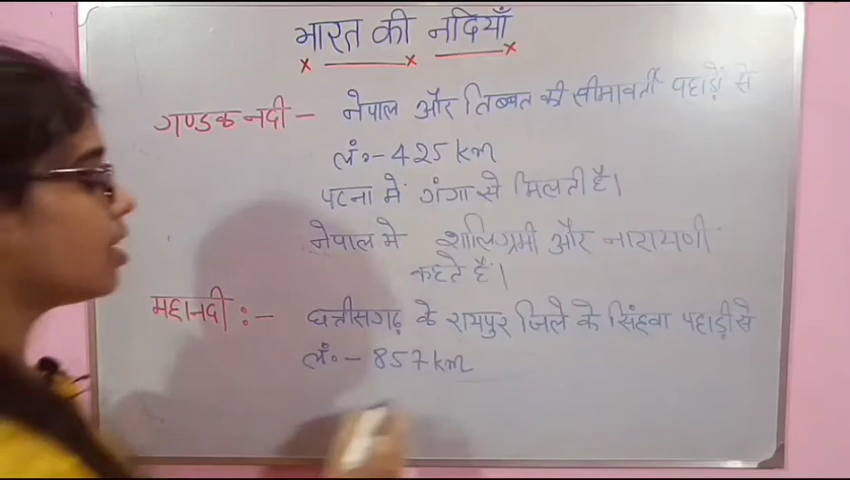 भारत की नदियाँ
गण्डक नदी - नेपाल और तिब्बत की सीमावर्ती पहाड़ों से
लं॰ - 425 km
पटना में गंगा से मिलती है।
नेपाल मे शालिग्रमी और नारायणी
कहते हैं।
महानदी :- छत्तीसगढ़ के रायपुर जिले के सिंहवा पहाड़ी से
लं॰ - 857 km